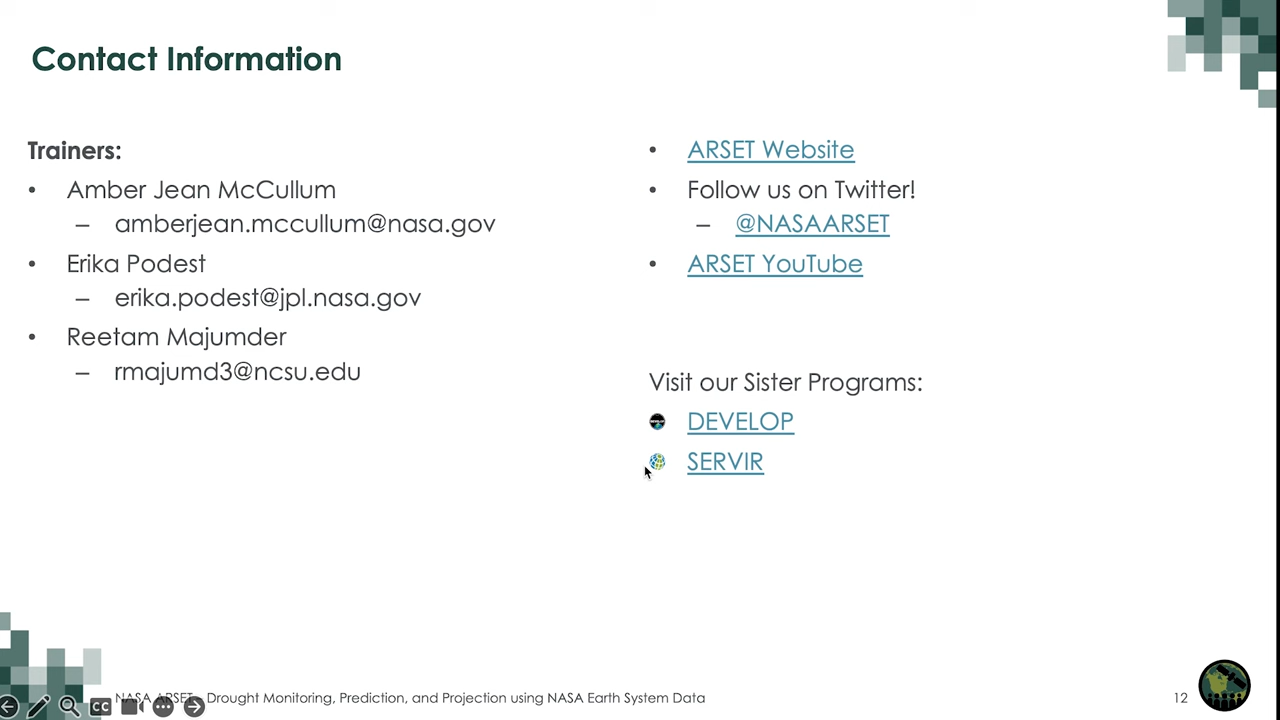 Contact Information
Trainers:
• Amber Jean McCullum
– amberjean.mccullum@nasa.gov
• Erika Podest
– erika.podest@jpl.nasa.gov
• Reetam Majumder
– rmajumd3@ncsu.edu
• ARSET Website
• Follow us on Twitter!
– @NASAARSET
• ARSET YouTube
Visit our Sister Programs:
DEVELOP
SERVIR
CC
NASA ARSET – Drought Monitoring, Prediction, and Projection using NASA Earth System Data
12